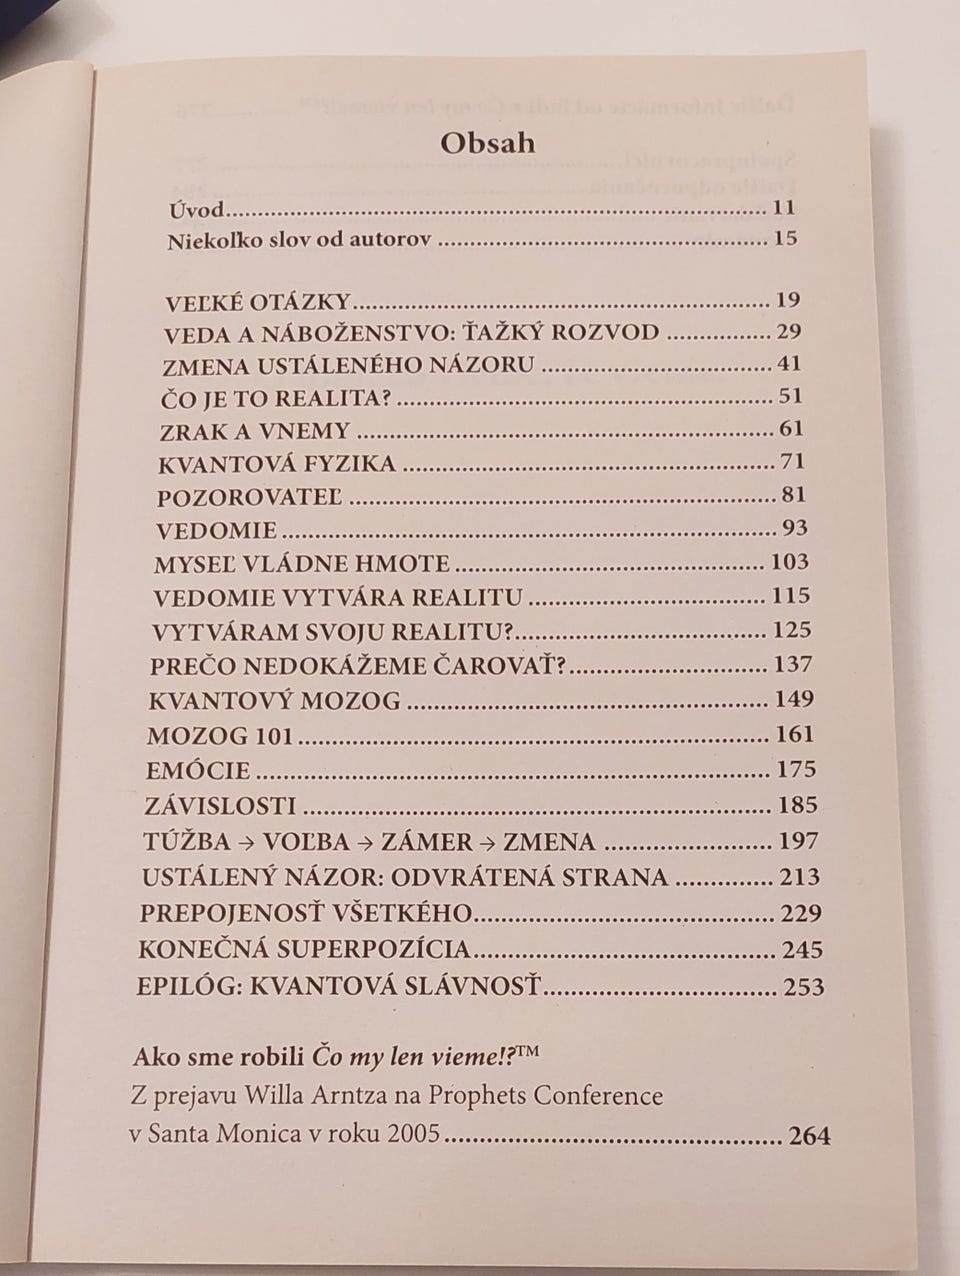 Obsah
Úvod 11
Niekoľko slov od autorov 15
VEĽKÉ OTÁZKY 19
VEDA A NÁBOŽENSTVO: ŤAŽKÝ ROZVOD 29
ZMENA USTÁLENÉHO NÁZORU 41
ČO JE TO REALITA? 51
ZRAK A VNEMY 61
KVANTOVÁ FYZIKA 71
POZOROVATEĽ 81
VEDOMIE 93
MYSEĽ VLÁDNE HMOTE 103
VEDOMIE VYTVÁRA REALITU 115
VYTVÁRAM SVOJU REALITU? 125
PREČO NEDOKÁŽEME ČAROVAŤ? 137
KVANTOVÝ MOZOG 149
MOZOG 101 161
EMÓCIE 175
ZÁVISLOSTI 185
TÚŽBA → VOĽBA → ZÁMER → ZMENA 197
USTÁLENÝ NÁZOR: ODVRÁTENÁ STRANA 213
PREPOJENOSŤ VŠETKÉHO 229
KONEČNÁ SUPERPOZÍCIA 245
EPILÓG: KVANTOVÁ SLÁVNOSŤ 253
Ako sme robili Čo my len vieme!?™
Z prejavu Willa Arntza na Prophets Conference
v Santa Monica v roku 2005 264